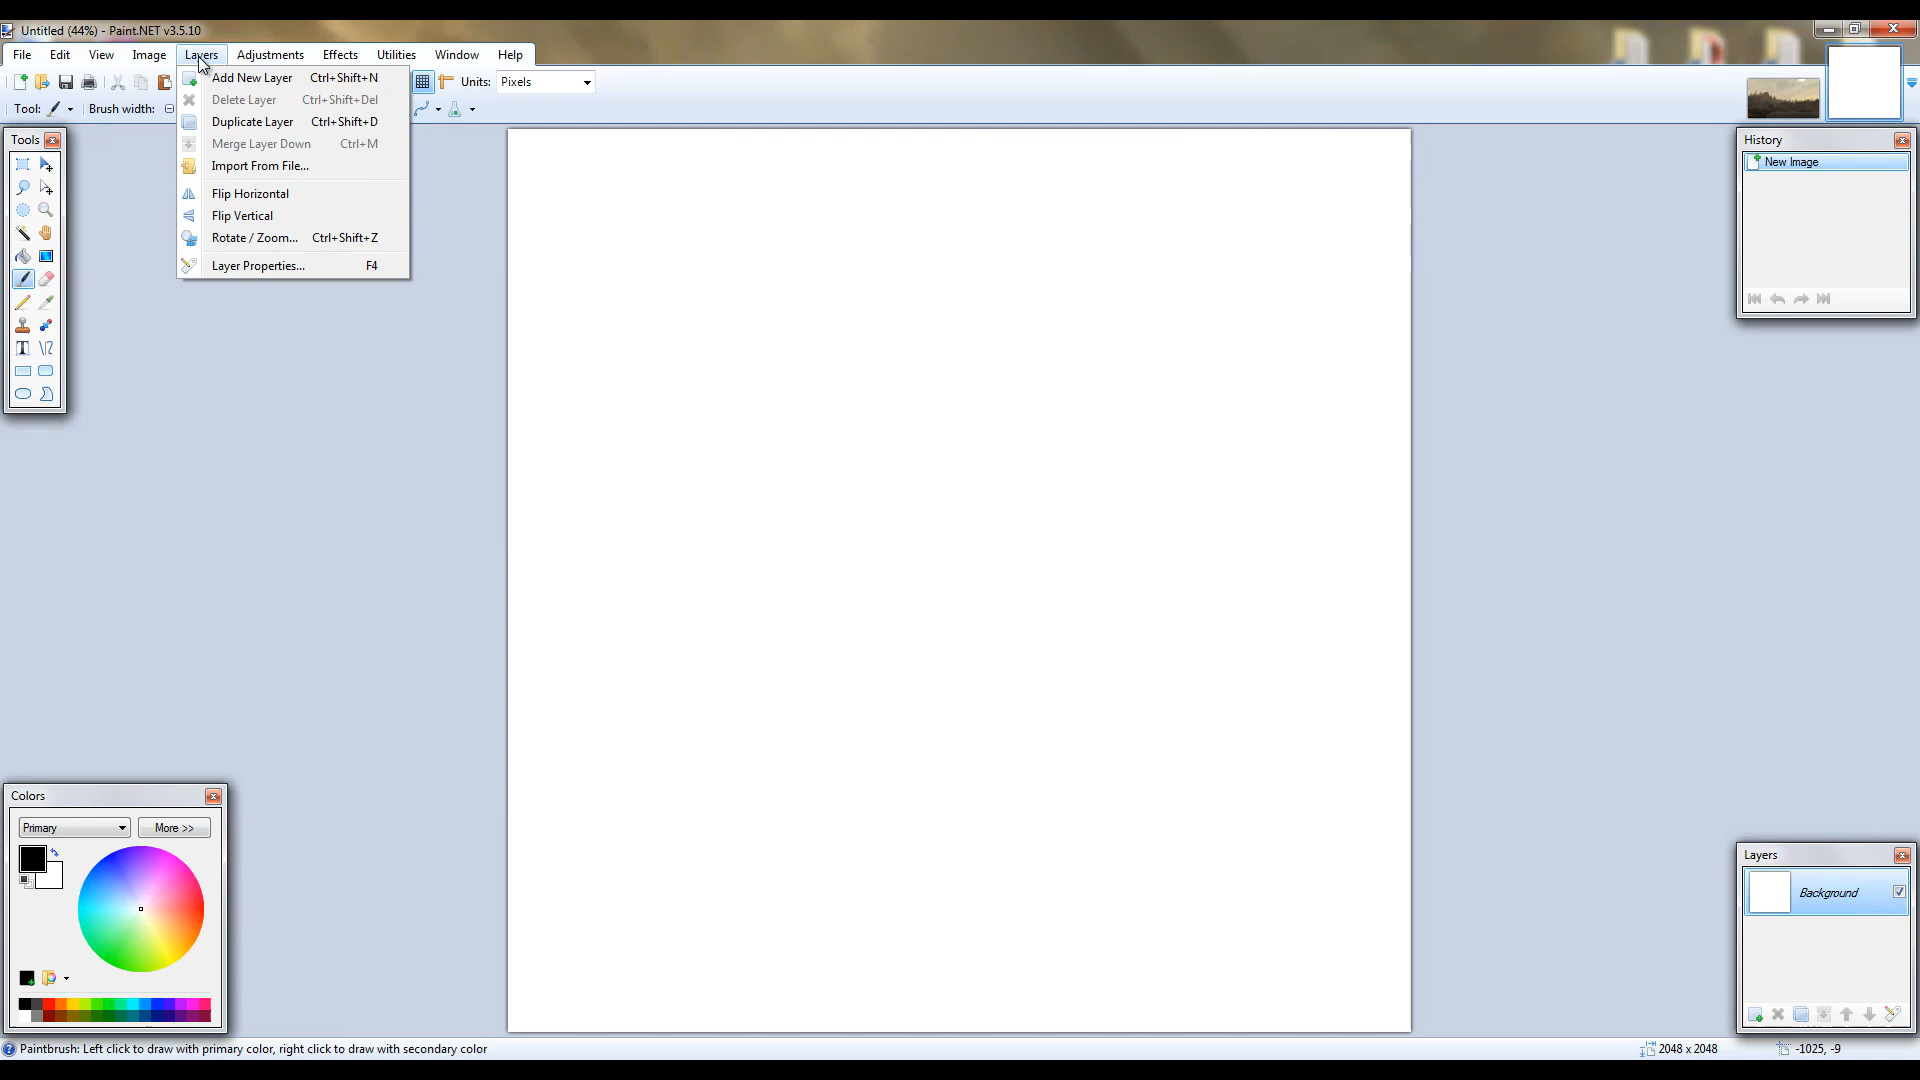 Untitled (44%) - Paint.NET v3.5.10
File Edit View Image Layers Adjustments Effects Utilities Window Help
Units: Pixels
Tool: Brush width:
Add New Layer Ctrl+Shift+N
Delete Layer Ctrl+Shift+Del
Duplicate Layer Ctrl+Shift+D
Merge Layer Down Ctrl+M
Import From File...
Flip Horizontal
Flip Vertical
Rotate / Zoom... Ctrl+Shift+Z
Layer Properties... F4
Tools
History
New Image
Colors
Primary More >>
Layers
Background
Paintbrush: Left click to draw with primary color, right click to draw with secondary color
2048 x 2048
-1025, -9